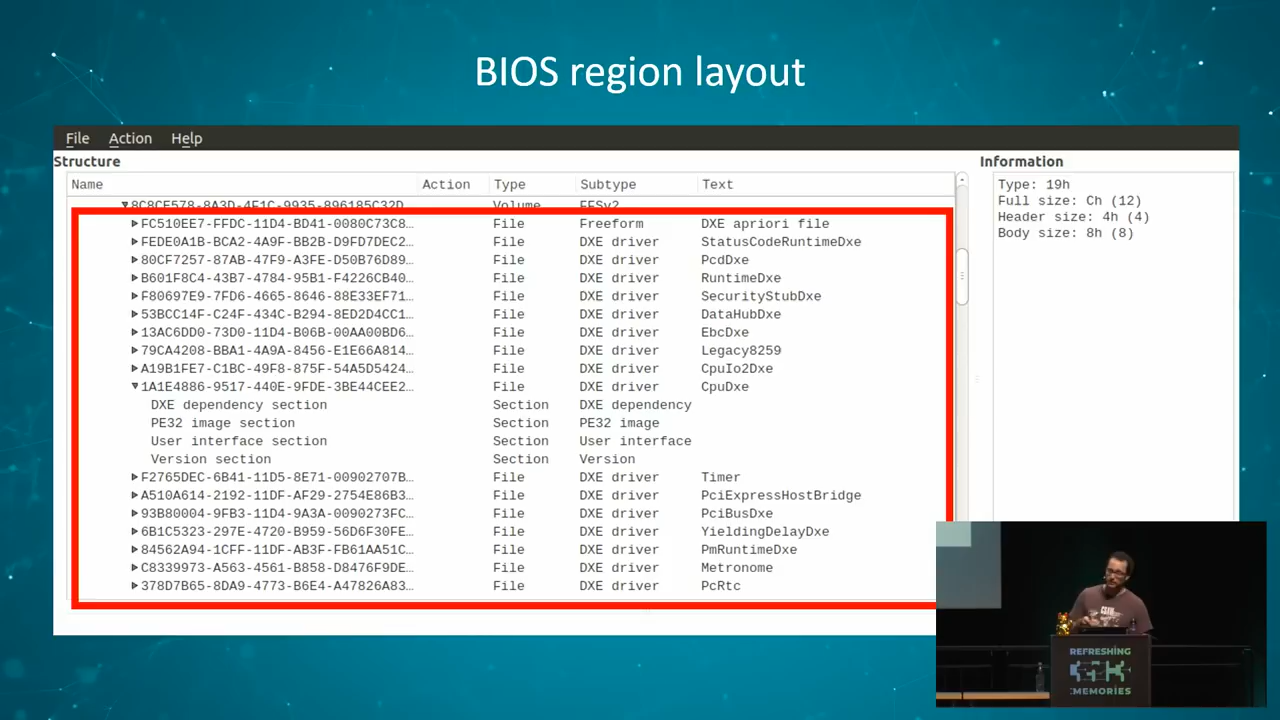 BIOS region layout
File Action Help
Structure Information
Name Action Type Subtype Text
8C8CE578-8A3D-4F1C-9935-896185C32D Volume FFSv2
FC510EE7-FFDC-11D4-BD41-0080C73C8… File Freeform DXE apriori file
FEDE0A1B-BCA2-4A9F-BB2B-D9FD7DEC2… File DXE driver StatusCodeRuntimeDxe
80CF7257-87AB-47F9-A3FE-D50B76D89… File DXE driver PcdDxe
B601F8C4-43B7-4784-95B1-F4226CB40… File DXE driver RuntimeDxe
F80697E9-7FD6-4665-8646-88E33EF71… File DXE driver SecurityStubDxe
53BCC14F-C24F-434C-B294-8ED2D4CC1… File DXE driver DataHubDxe
13AC6DD0-73D0-11D4-B06B-00AA00BD6… File DXE driver EbcDxe
79CA4208-BBA1-4A9A-8456-E1E66A814… File DXE driver Legacy8259
A19B1FE7-C1BC-49F8-875F-54A5D5424… File DXE driver CpuIo2Dxe
1A1E4886-9517-440E-9FDE-3BE44CEE2… File DXE driver CpuDxe
DXE dependency section Section DXE dependency
PE32 image section Section PE32 image
User interface section Section User interface
Version section Section Version
F2765DEC-6B41-11D5-8E71-00902707B… File DXE driver Timer
A510A614-2192-11DF-AF29-2754E86B3… File DXE driver PciExpressHostBridge
93B80004-9FB3-11D4-9A3A-0090273FC… File DXE driver PciBusDxe
6B1C5323-297E-4720-B959-56D6F30FE… File DXE driver YieldingDelayDxe
84562A94-1CFF-11DF-AB3F-FB61AA51C… File DXE driver PmRuntimeDxe
C8339973-A563-4561-B858-D8476F9DE… File DXE driver Metronome
378D7B65-8DA9-4773-B6E4-A47826A83… File DXE driver PcRtc
Type: 19h
Full size: Ch (12)
Header size: 4h (4)
Body size: 8h (8)
REFRESHING
MEMORIES